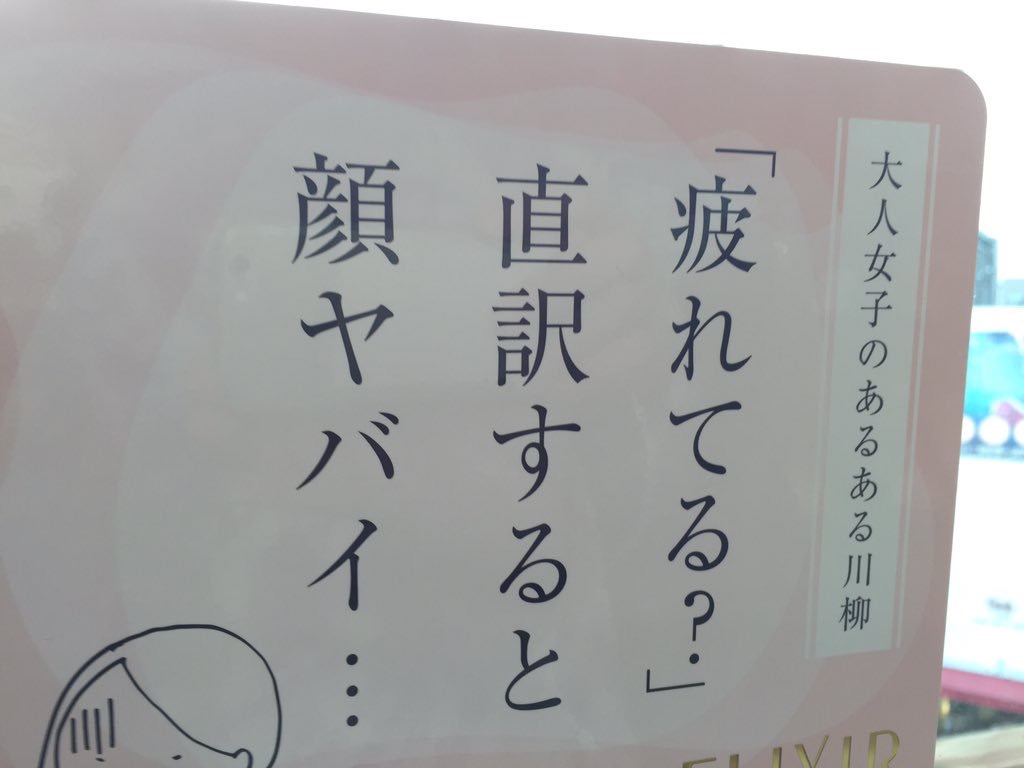 大人女子のあるある川柳
「疲れてる?」
直訳すると
顔ヤバイ…
ELIXIR